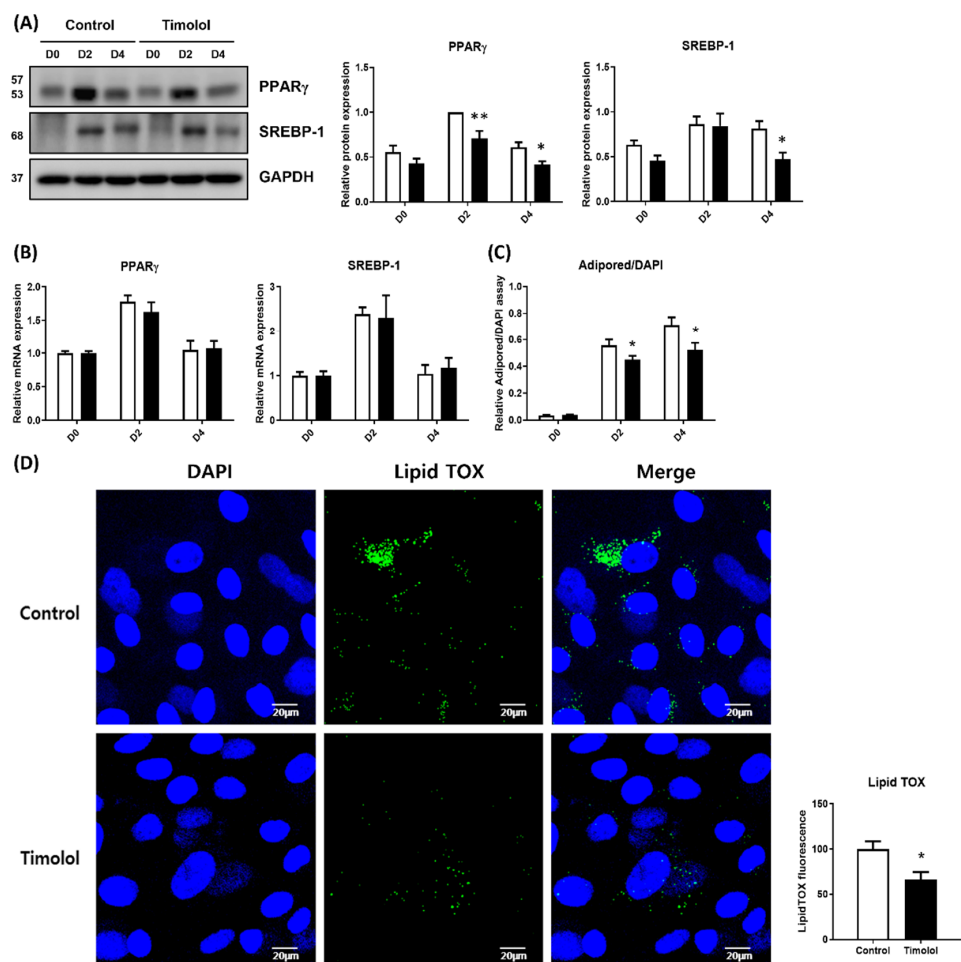 (A)
Control Timolol
D0 D2 D4 D0 D2 D4
57
53
PPARγ
68
SREBP-1
37
GAPDH
PPARγ
Relative protein expression
1.5
1.0
0.5
0.0
**
*
D0 D2 D4
SREBP-1
Relative protein expression
1.5
1.0
0.5
0.0
*
D0 D2 D4
(B)
PPARγ
Relative mRNA expression
2.0
1.5
1.0
0.5
0.0
D0 D2 D4
SREBP-1
Relative mRNA expression
3
2
1
0
D0 D2 D4
(C)
Adipored/DAPI
Relative Adipored/DAPI assay
1.0
0.8
0.6
0.4
0.2
0.0
*
*
D0 D2 D4
(D)
DAPI Lipid TOX Merge
Control
20μm 20μm 20μm
Timolol
20μm 20μm 20μm
Lipid TOX
LipidTOX fluorescence
150
100
50
0
*
Control Timolol